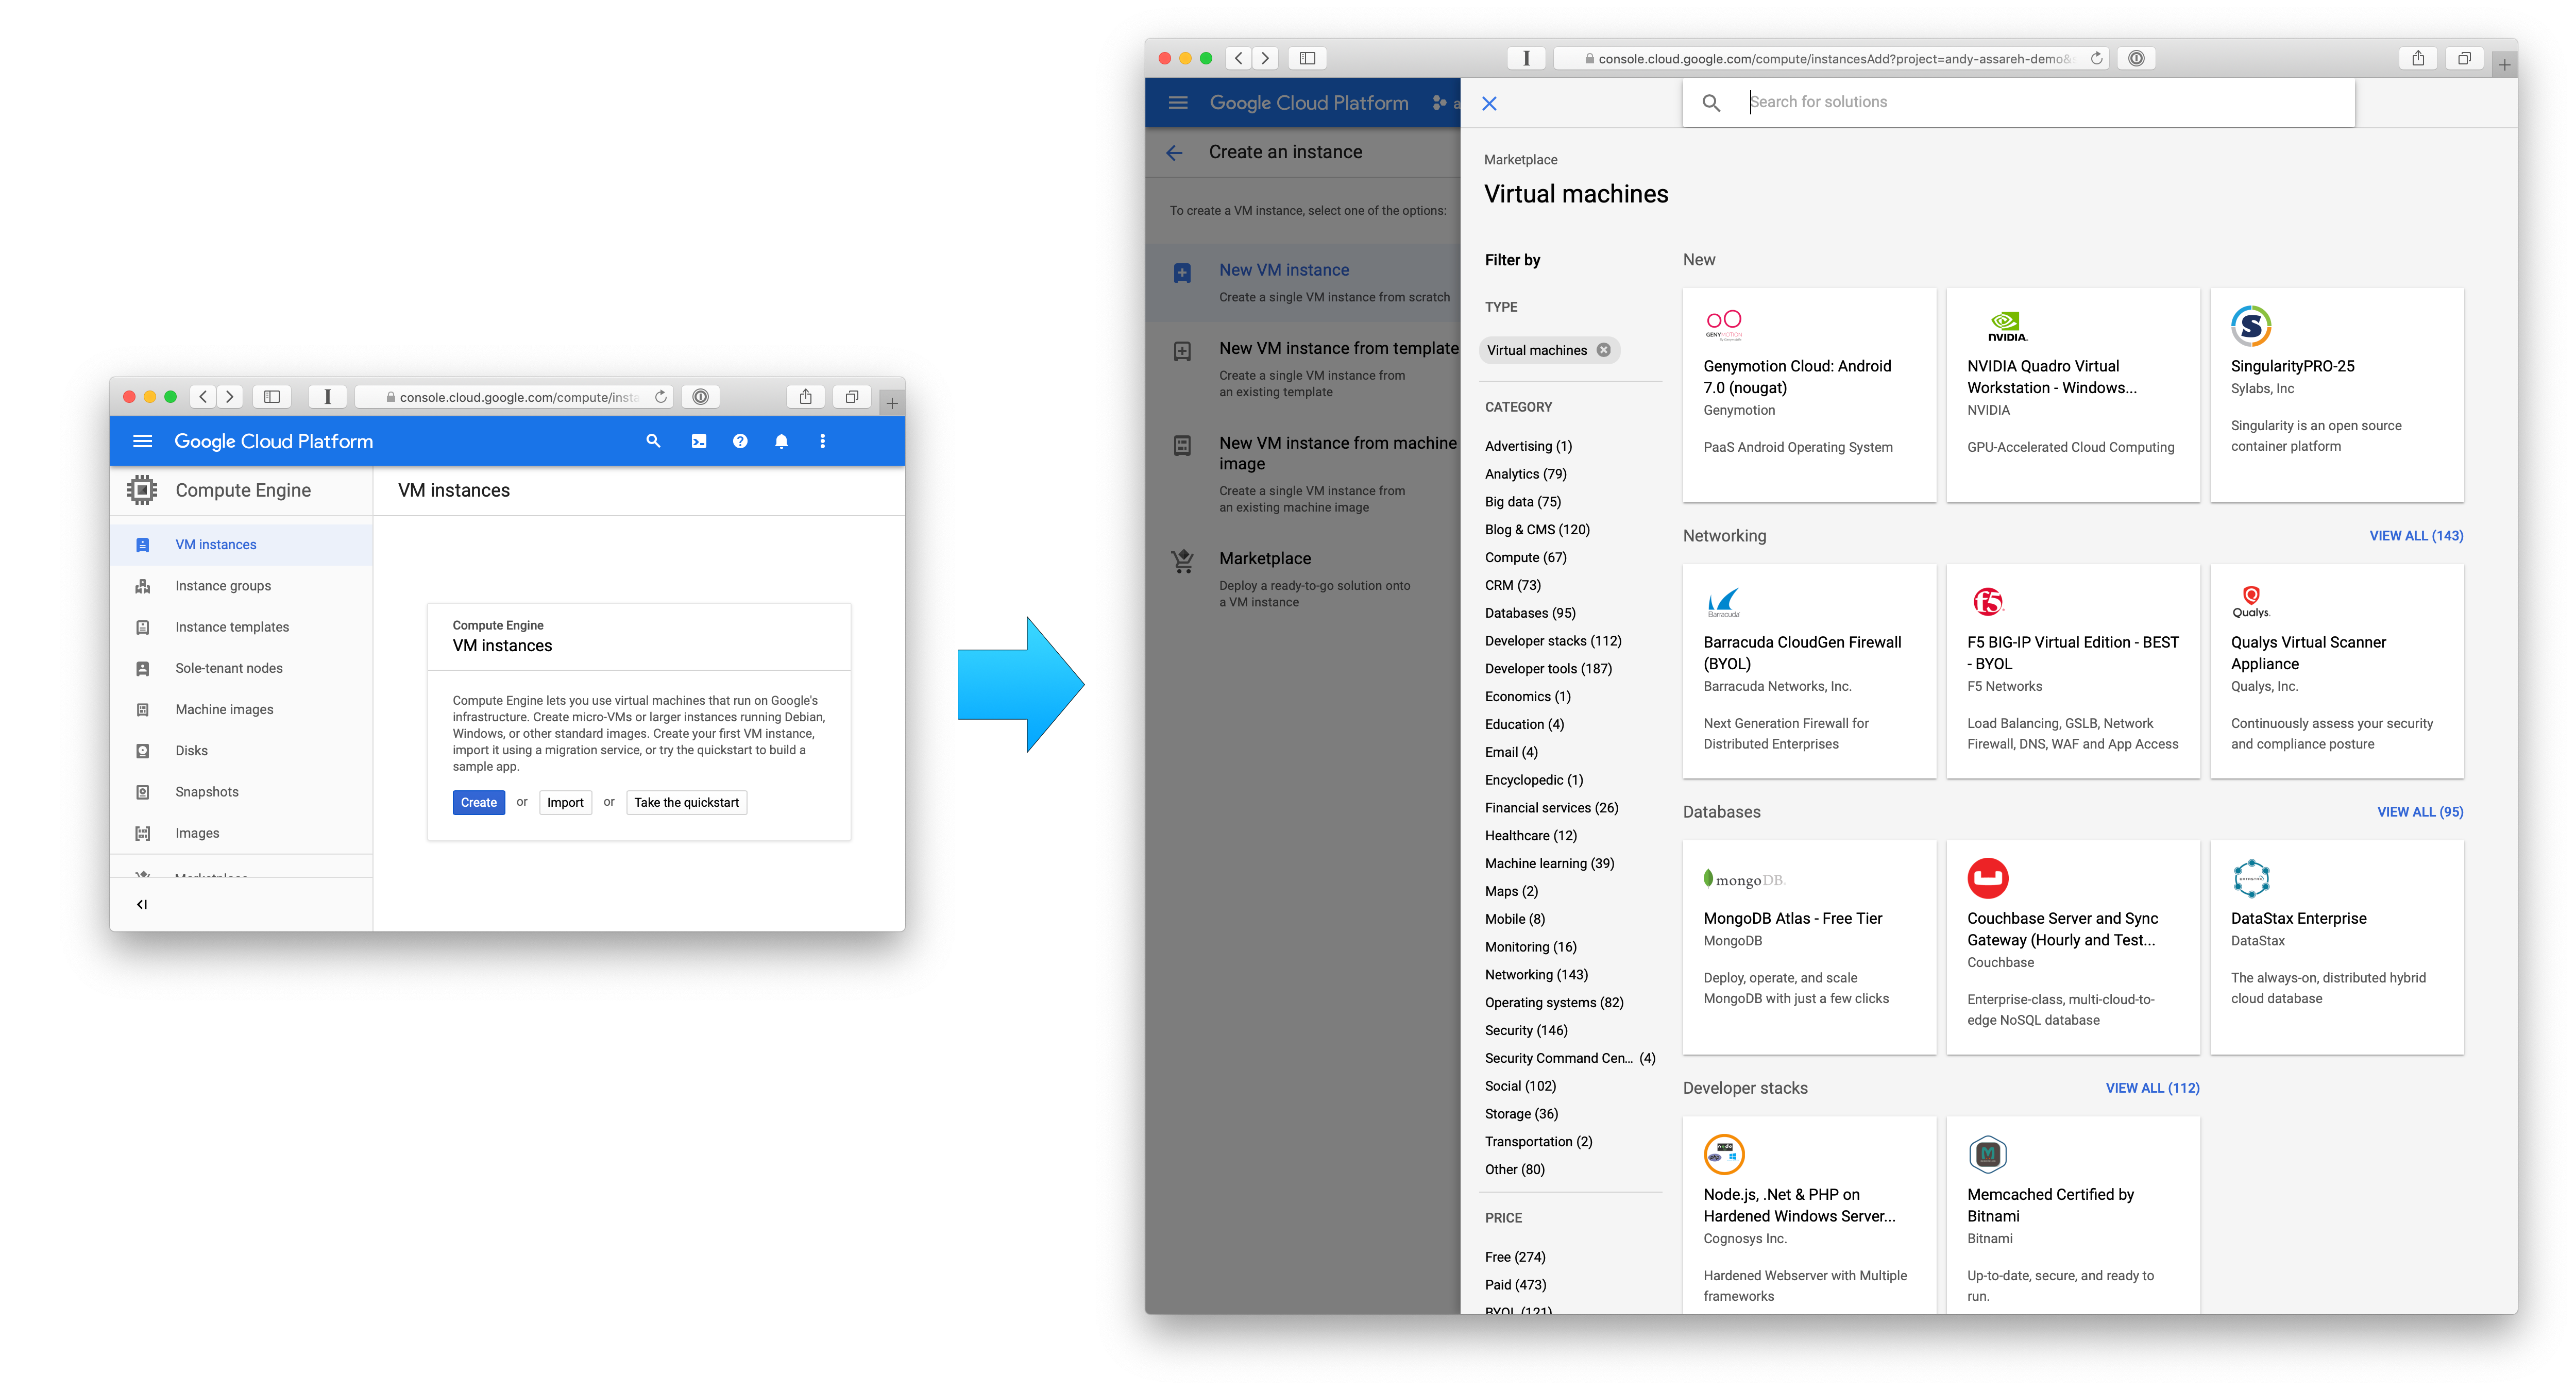 console.cloud.google.com/compute/insta
Google Cloud Platform
Compute Engine
VM instances
VM instances
Instance groups
Instance templates
Sole-tenant nodes
Machine images
Disks
Snapshots
Images
Marketplace
Compute Engine
VM instances
Compute Engine lets you use virtual machines that run on Google's
infrastructure. Create micro-VMs or larger instances running Debian,
Windows, or other standard images. Create your first VM instance,
import it using a migration service, or try the quickstart to build a
sample app.
Create or Import or Take the quickstart
console.cloud.google.com/compute/instancesAdd?project=andy-assareh-demo&
Google Cloud Platform
a
Create an instance
To create a VM instance, select one of the options:
New VM instance
Create a single VM instance from scratch
New VM instance from template
Create a single VM instance from
an existing template
New VM instance from machine
image
Create a single VM instance from
an existing machine image
Marketplace
Deploy a ready-to-go solution onto
a VM instance
Search for solutions
Marketplace
Virtual machines
Filter by
TYPE
Virtual machines
CATEGORY
Advertising (1)
Analytics (79)
Big data (75)
Blog & CMS (120)
Compute (67)
CRM (73)
Databases (95)
Developer stacks (112)
Developer tools (187)
Economics (1)
Education (4)
Email (4)
Encyclopedic (1)
Financial services (26)
Healthcare (12)
Machine learning (39)
Maps (2)
Mobile (8)
Monitoring (16)
Networking (143)
Operating systems (82)
Security (146)
Security Command Cen... (4)
Social (102)
Storage (36)
Transportation (2)
Other (80)
PRICE
Free (274)
Paid (473)
BYOL (121)
New
GENYMOTION
Genymotion Cloud: Android
7.0 (nougat)
Genymotion
PaaS Android Operating System
NVIDIA.
NVIDIA Quadro Virtual
Workstation - Windows...
NVIDIA
GPU-Accelerated Cloud Computing
S
SingularityPRO-25
Sylabs, Inc
Singularity is an open source
container platform
Networking
VIEW ALL (143)
Barracuda
Barracuda CloudGen Firewall
(BYOL)
Barracuda Networks, Inc.
Next Generation Firewall for
Distributed Enterprises
f5
F5 BIG-IP Virtual Edition - BEST
- BYOL
F5 Networks
Load Balancing, GSLB, Network
Firewall, DNS, WAF and App Access
Qualys.
Qualys Virtual Scanner
Appliance
Qualys, Inc.
Continuously assess your security
and compliance posture
Databases
VIEW ALL (95)
mongoDB.
MongoDB Atlas - Free Tier
MongoDB
Deploy, operate, and scale
MongoDB with just a few clicks
Couchbase Server and Sync
Gateway (Hourly and Test...
Couchbase
Enterprise-class, multi-cloud-to-
edge NoSQL database
DATASTAX
DataStax Enterprise
DataStax
The always-on, distributed hybrid
cloud database
Developer stacks
VIEW ALL (112)
Node.js, .Net & PHP on
Hardened Windows Server...
Cognosys Inc.
Hardened Webserver with Multiple
frameworks
M
Memcached Certified by
Bitnami
Bitnami
Up-to-date, secure, and ready to
run.